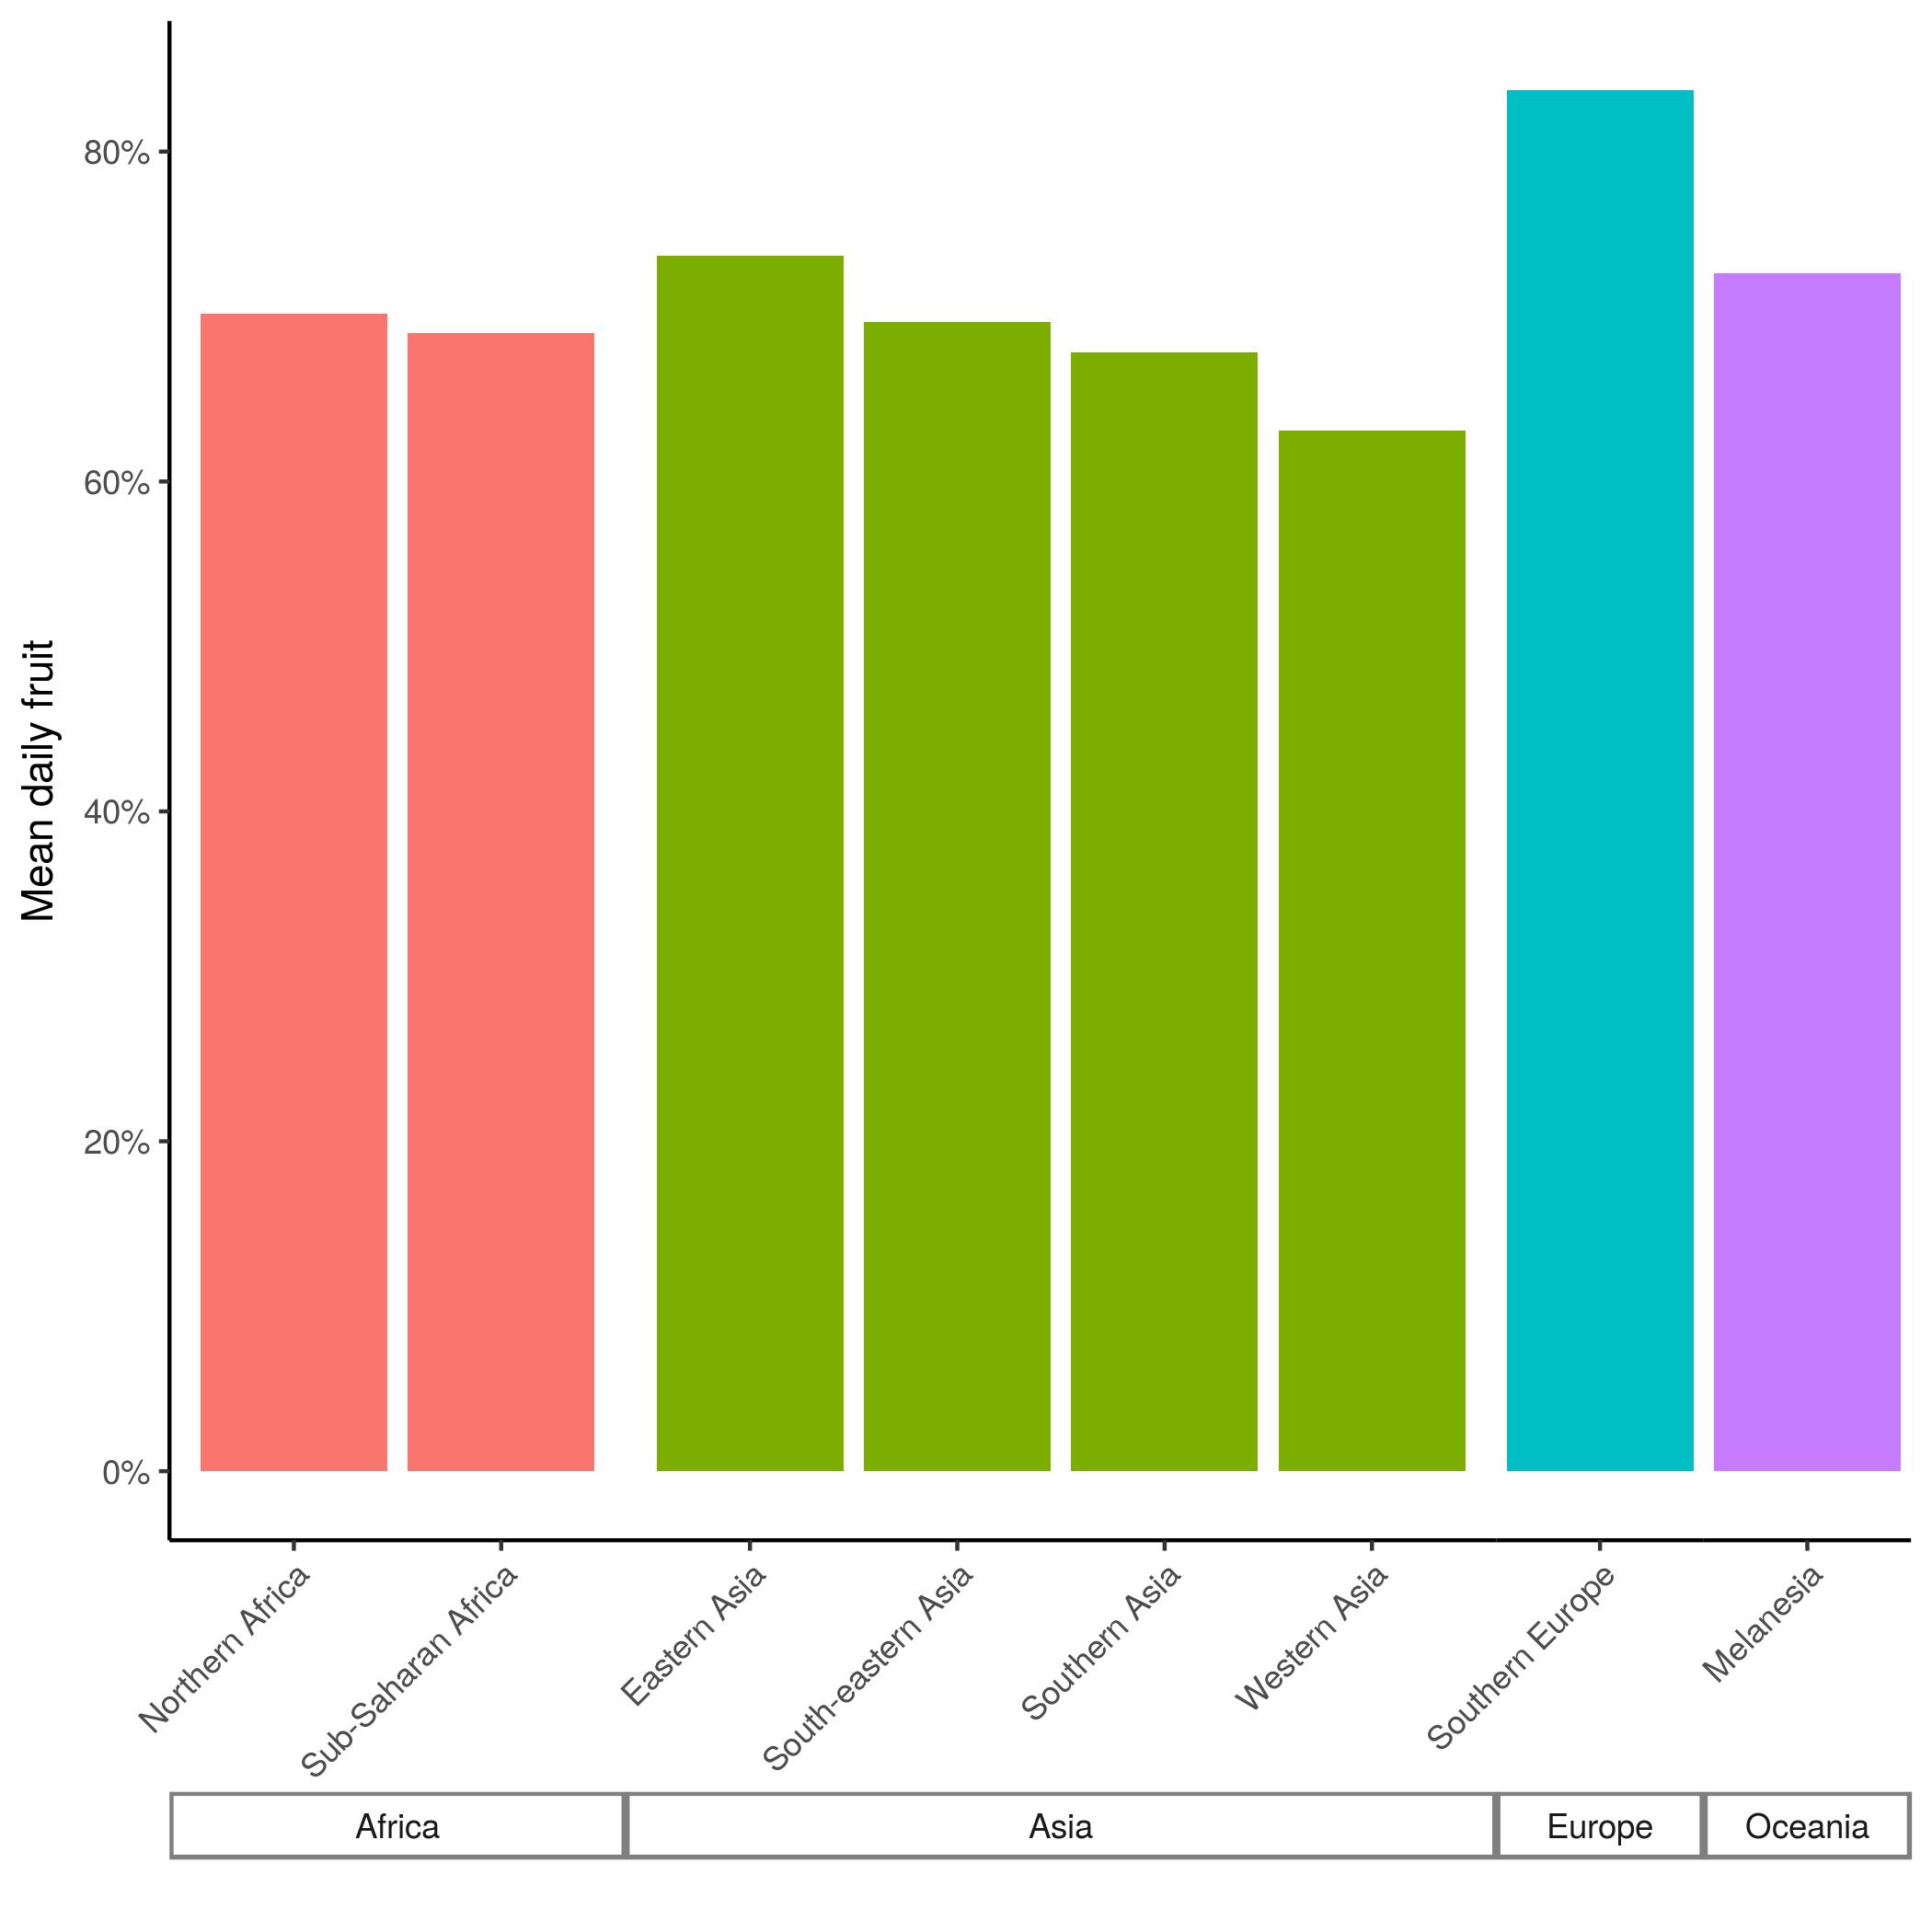 Mean daily fruit
80%
60%
40%
20%
0%
Northern Africa
Sub-Saharan Africa
Eastern Asia
South-eastern Asia
Southern Asia
Western Asia
Southern Europe
Melanesia
Africa
Asia
Europe
Oceania